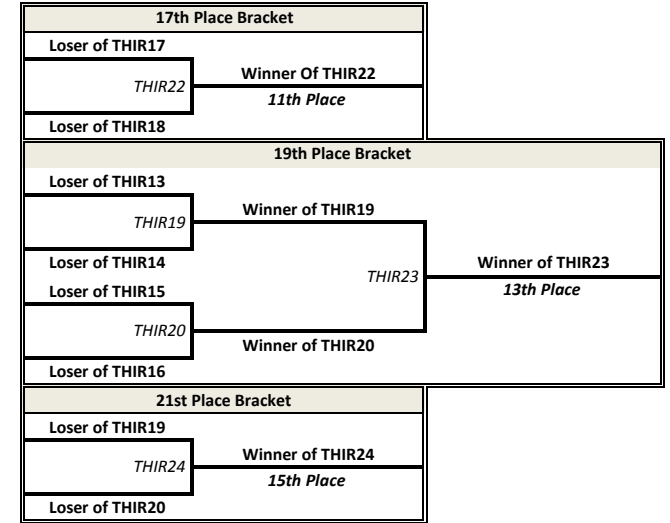 17th Place Bracket
Loser of THIR17
THIR22
Winner Of THIR22
11th Place
Loser of THIR18
19th Place Bracket
Loser of THIR13
THIR19
Winner of THIR19
Loser of THIR14
THIR23
Winner of THIR23
13th Place
Loser of THIR15
THIR20
Winner of THIR20
Loser of THIR16
21st Place Bracket
Loser of THIR19
THIR24
Winner of THIR24
15th Place
Loser of THIR20